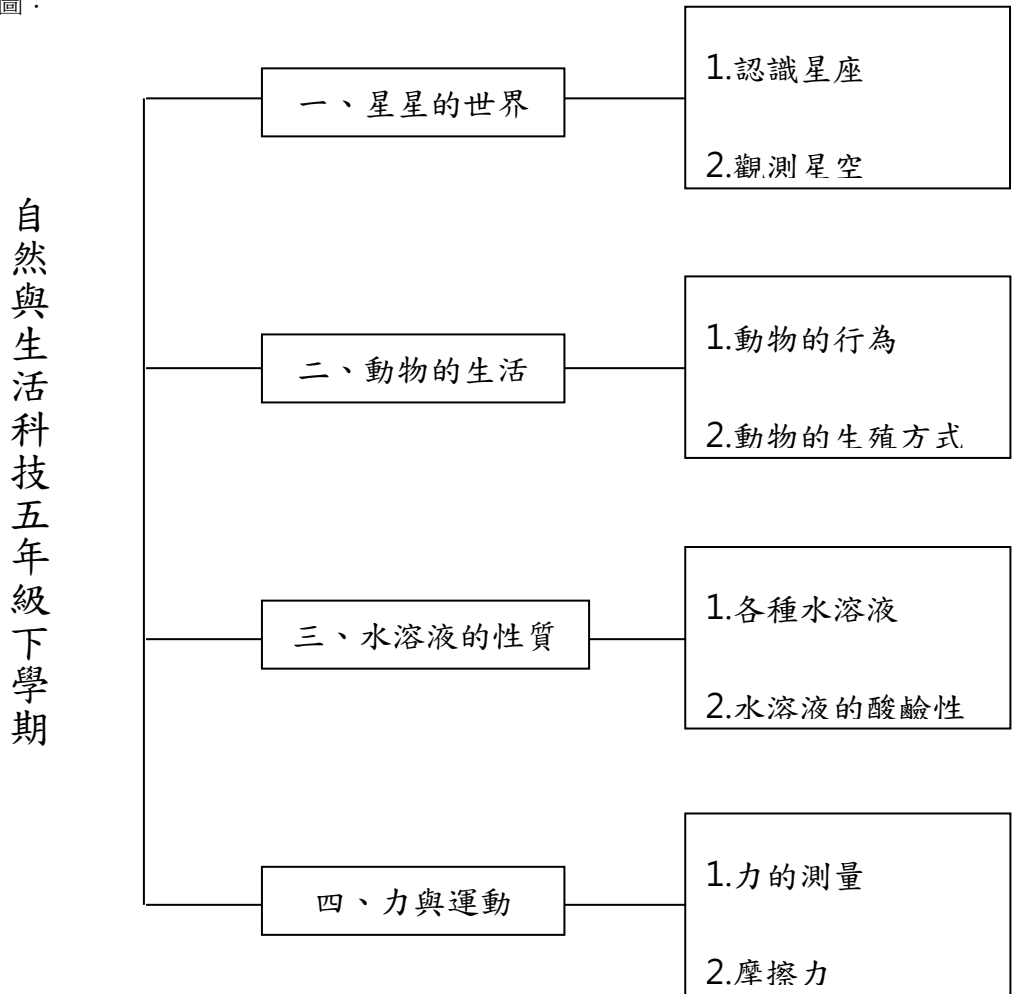 圖：
自然與生活科技五年級下學期
一、星星的世界
1.認識星座
2.觀測星空
二、動物的生活
1.動物的行為
2.動物的生殖方式
三、水溶液的性質
1.各種水溶液
2.水溶液的酸鹼性
四、力與運動
1.力的測量
2.摩擦力